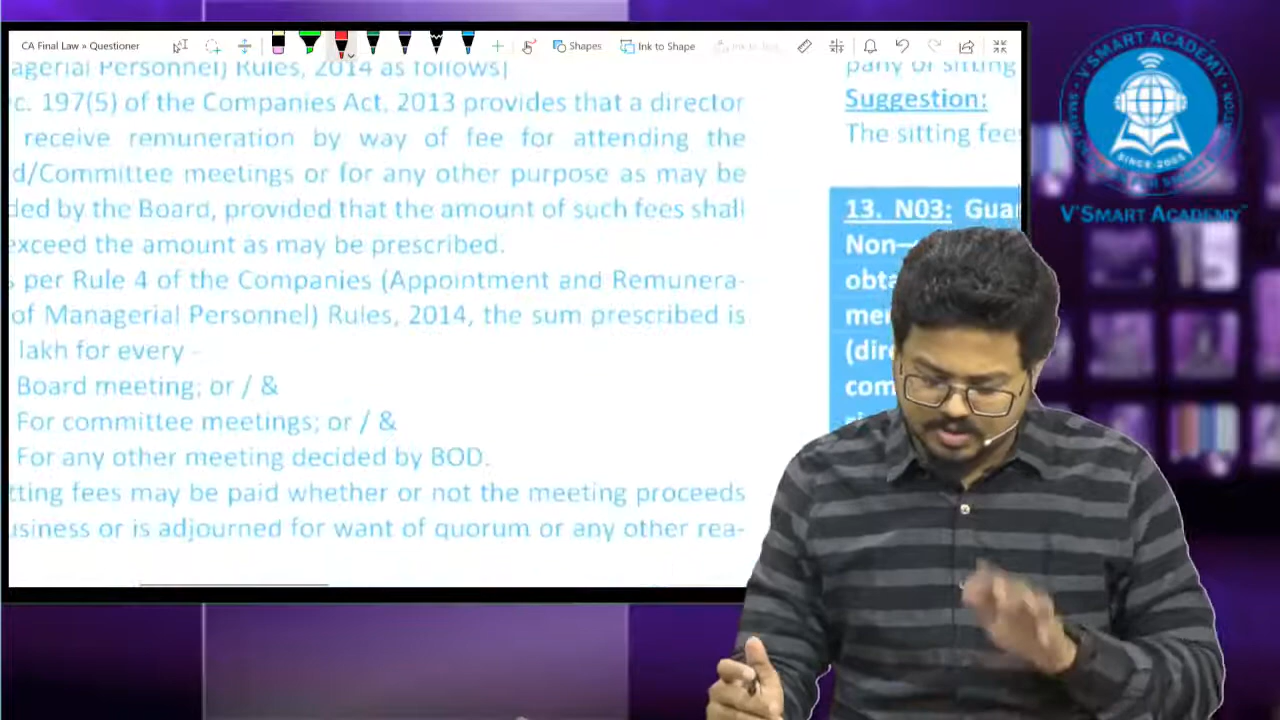 CA Final Law » Questioner
Shapes
Ink to Shape
agerial Personnel) Rules, 2014 as follows]
c. 197(5) of the Companies Act, 2013 provides that a director
receive remuneration by way of fee for attending the
d/Committee meetings or for any other purpose as may be
ded by the Board, provided that the amount of such fees shall
exceed the amount as may be prescribed.
per Rule 4 of the Companies (Appointment and Remunera-
of Managerial Personnel) Rules, 2014, the sum prescribed is
lakh for every –
Board meeting; or / &
For committee meetings; or / &
For any other meeting decided by BOD.
tting fees may be paid whether or not the meeting proceeds
usiness or is adjourned for want of quorum or any other rea-
pany or sitting
Suggestion:
The sitting fees
13. N03: Gua
Non–
obta
mer
(dire
com
V'SMART ACADEMY
SINCE-2005
V'SMART ACADEMY